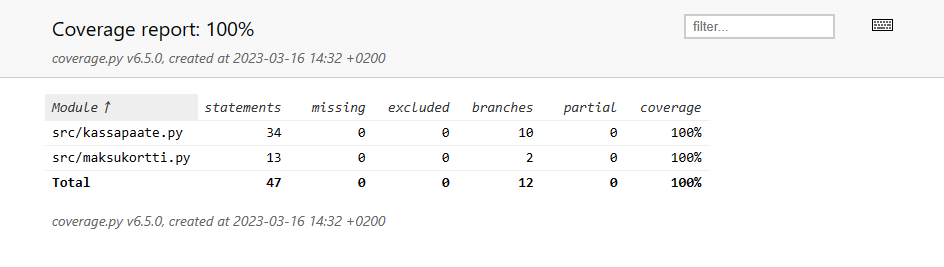 Coverage report: 100%
filter...
coverage.py v6.5.0, created at 2023-03-16 14:32 +0200
Module ↑ statements missing excluded branches partial coverage
src/kassapaate.py 34 0 0 10 0 100%
src/maksukortti.py 13 0 0 2 0 100%
Total 47 0 0 12 0 100%
coverage.py v6.5.0, created at 2023-03-16 14:32 +0200